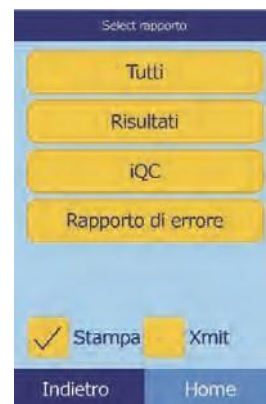 Select rapporto
Tutti
Risultati
iQC
Rapporto di errore
Stampa Xmit
Indietro Home